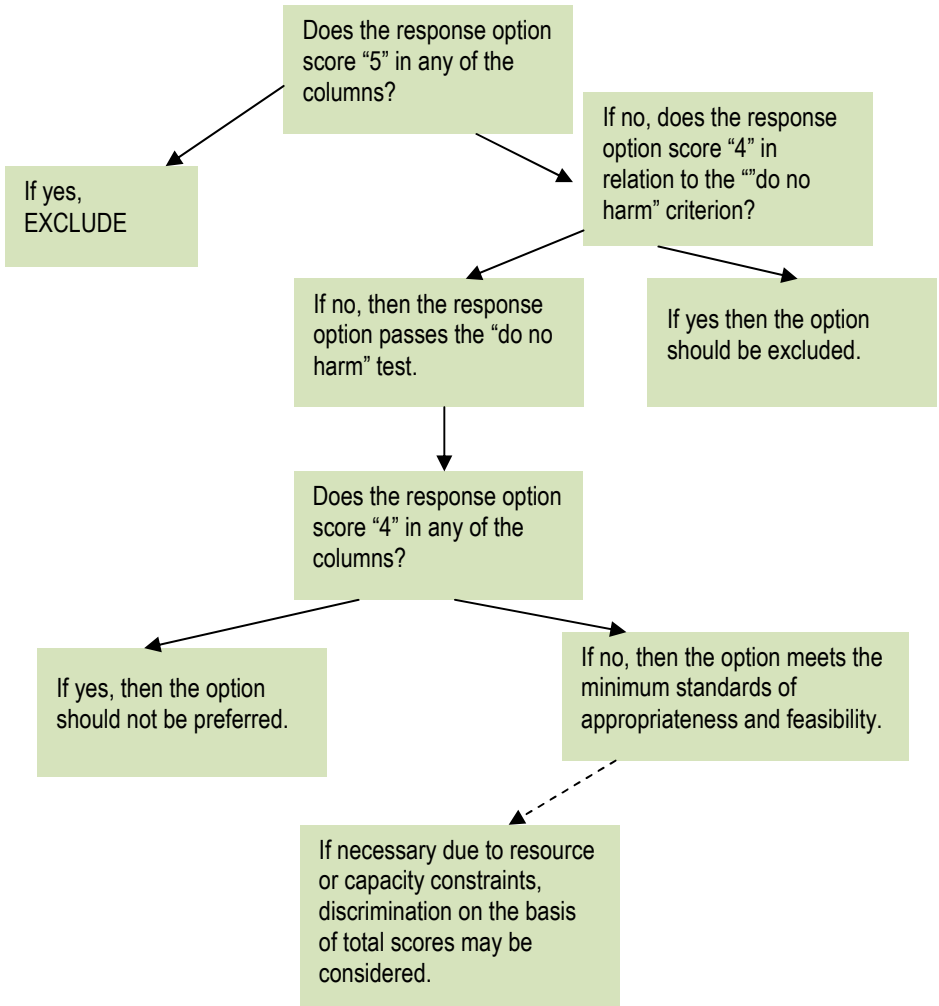 Does the response option
score “5” in any of the
columns?
If no, does the response
option score “4” in
relation to the “”do no
harm” criterion?
If yes,
EXCLUDE
If no, then the response
option passes the “do no
harm” test.
If yes then the option
should be excluded.
Does the response option
score “4” in any of the
columns?
If yes, then the option
should not be preferred.
If no, then the option meets the
minimum standards of
appropriateness and feasibility.
If necessary due to resource
or capacity constraints,
discrimination on the basis
of total scores may be
considered.